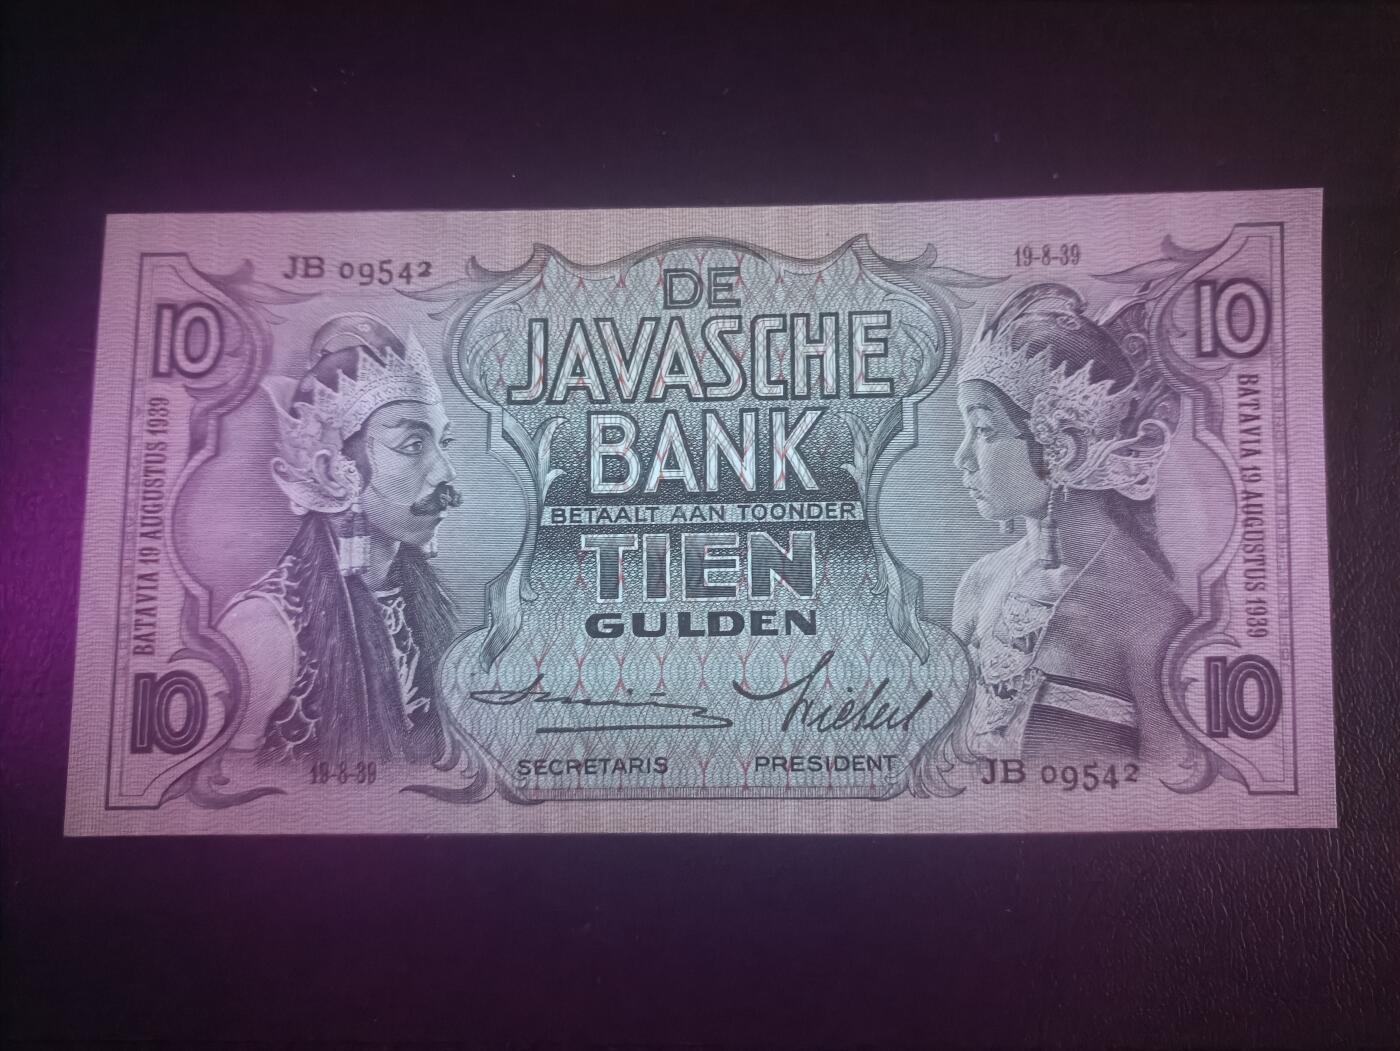 JB 09542
19-8-39
10
10
DE
JAVASCHE
BANK
BETAALT AAN TOONDER
TIEN
GULDEN
BATAVIA 19 AUGUSTUS 1939
BATAVIA 19 AUGUSTUS 1939
10
10
SECRETARIS
PRESIDENT
19-8-39
JB 09542